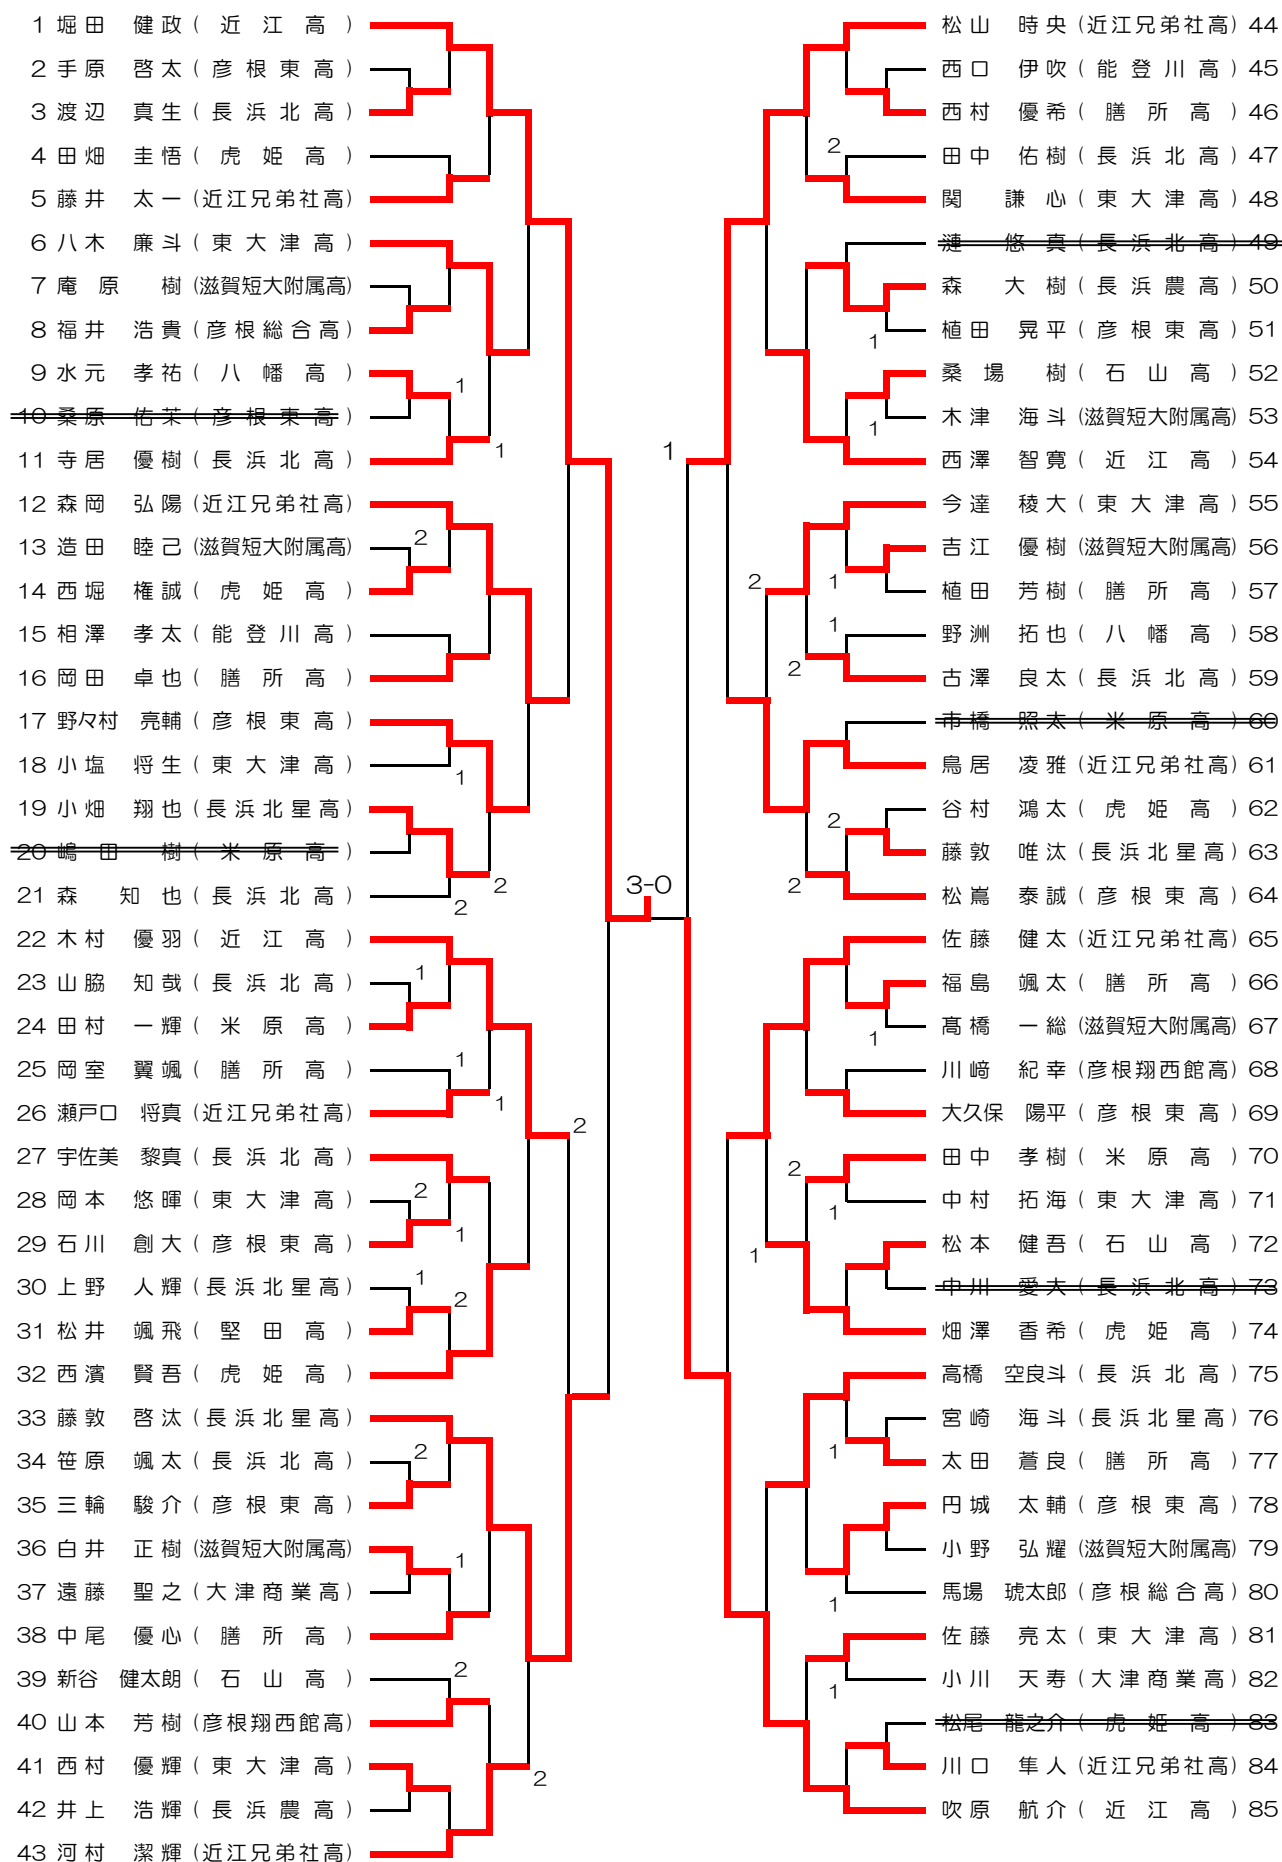 1 堀田 健政 ( 近 江 高 )
2 手原 啓太 ( 彦根東高 )
3 渡辺 真生 ( 長浜北高 )
4 田畑 圭悟 ( 虎 姫 高 )
5 藤井 太一 (近江兄弟社高)
6 八木 廉斗 ( 東大津高 )
7 庵原 樹 (滋賀短大附属高)
8 福井 浩貴 (彦根総合高)
9 水元 孝祐 ( 八 幡 高 )
1
10 桑原 佑茉 ( 彦根東高 )
1
11 寺居 優樹 ( 長浜北高 )
12 森岡 弘陽 (近江兄弟社高)
13 造田 睦己 (滋賀短大附属高)
2
14 西堀 権誠 ( 虎 姫 高 )
15 相澤 孝太 ( 能登川高 )
16 岡田 卓也 ( 膳 所 高 )
17 野々村 亮輔 ( 彦根東高 )
18 小塩 将生 ( 東大津高 )
1
19 小畑 翔也 (長浜北星高)
20 嶋田 樹 ( 米 原 高 )
2
21 森 知也 ( 長浜北高 )
2
22 木村 優羽 ( 近 江 高 )
1
23 山脇 知哉 ( 長浜北高 )
24 田村 一輝 ( 米 原 高 )
1
25 岡室 翼颯 ( 膳 所 高 )
1
26 瀬戸口 将真 (近江兄弟社高)
2
27 宇佐美 黎真 ( 長浜北高 )
2
28 岡本 悠暉 ( 東大津高 )
1
29 石川 創大 ( 彦根東高 )
1
30 上野 人輝 (長浜北星高)
2
31 松井 颯飛 ( 堅 田 高 )
32 西濱 賢吾 ( 虎 姫 高 )
33 藤敦 啓汰 (長浜北星高)
2
34 笹原 颯太 ( 長浜北高 )
35 三輪 駿介 ( 彦根東高 )
36 白井 正樹 (滋賀短大附属高)
1
37 遠藤 聖之 (大津商業高)
38 中尾 優心 ( 膳 所 高 )
2
39 新谷 健太朗 ( 石 山 高 )
40 山本 芳樹 (彦根翔西館高)
41 西村 優輝 ( 東大津高 )
2
42 井上 浩輝 ( 長浜農高 )
43 河村 潔輝 (近江兄弟社高)
3-0
1
松山 時央 (近江兄弟社高) 44
西口 伊吹 ( 能登川高 ) 45
西村 優希 ( 膳 所 高 ) 46
2
田中 佑樹 ( 長浜北高 ) 47
関 謙心 ( 東大津高 ) 48
漣 悠真 ( 長浜北高 ) 49
森 大樹 ( 長浜農高 ) 50
植田 晃平 ( 彦根東高 ) 51
1
桑場 樹 ( 石 山 高 ) 52
木津 海斗 (滋賀短大附属高) 53
1
西澤 智寛 ( 近 江 高 ) 54
今達 稜大 ( 東大津高 ) 55
吉江 優樹 (滋賀短大附属高) 56
2
1
植田 芳樹 ( 膳 所 高 ) 57
1
野洲 拓也 ( 八 幡 高 ) 58
2
古澤 良太 ( 長浜北高 ) 59
市橋 照太 ( 米 原 高 ) 60
鳥居 凌雅 (近江兄弟社高) 61
谷村 鴻太 ( 虎 姫 高 ) 62
2
藤敦 唯汰 (長浜北星高) 63
2
松嶌 泰誠 ( 彦根東高 ) 64
佐藤 健太 (近江兄弟社高) 65
福島 颯太 ( 膳 所 高 ) 66
髙橋 一総 (滋賀短大附属高) 67
1
川﨑 紀幸 (彦根翔西館高) 68
大久保 陽平 ( 彦根東高 ) 69
田中 孝樹 ( 米 原 高 ) 70
2
中村 拓海 ( 東大津高 ) 71
1
松本 健吾 ( 石 山 高 ) 72
1
中川 愛大 ( 長浜北高 ) 73
畑澤 香希 ( 虎 姫 高 ) 74
高橋 空良斗 ( 長浜北高 ) 75
宮崎 海斗 (長浜北星高) 76
1
太田 蒼良 ( 膳 所 高 ) 77
円城 太輔 ( 彦根東高 ) 78
小野 弘耀 (滋賀短大附属高) 79
馬場 琥太郎 (彦根総合高) 80
1
佐藤 亮太 ( 東大津高 ) 81
小川 天寿 (大津商業高) 82
1
松尾 龍之介 ( 虎 姫 高 ) 83
川口 隼人 (近江兄弟社高) 84
吹原 航介 ( 近 江 高 ) 85